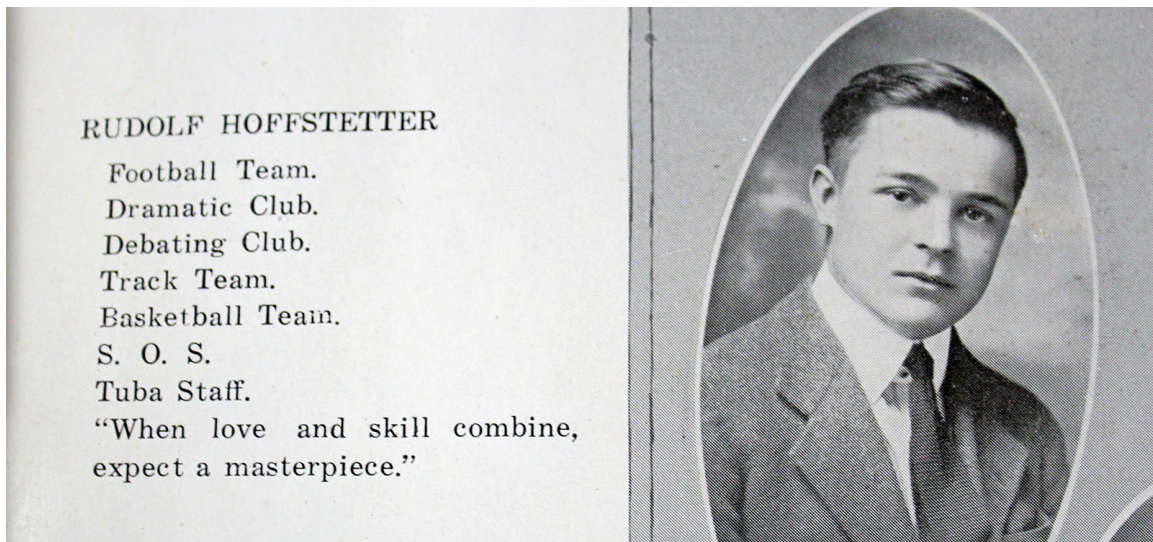 RUDOLF HOFFSTETTER
Football Team.
Dramatic Club.
Debating Club.
Track Team.
Basketball Team.
S. O. S.
Tuba Staff.
“When love and skill combine,
expect a masterpiece.”